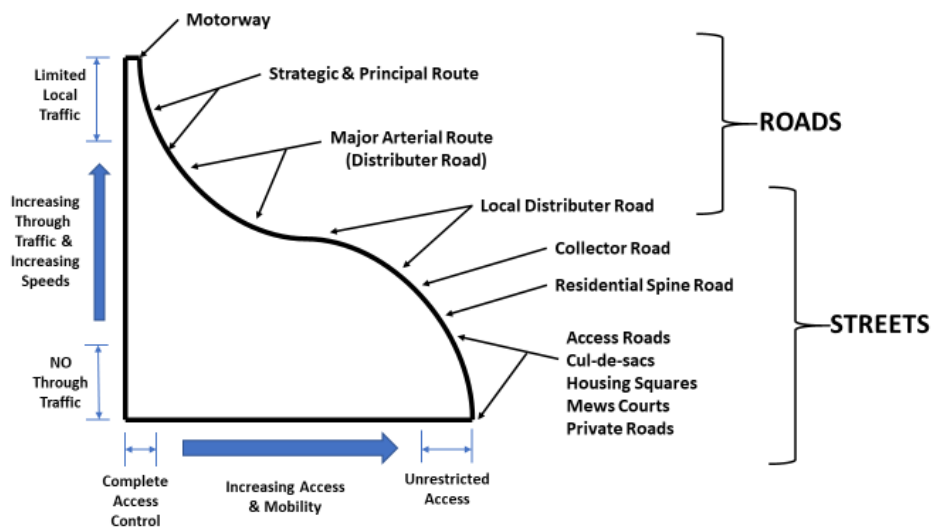 Motorway
Limited
Local
Traffic
Strategic & Principal Route
ROADS
Major Arterial Route
(Distributer Road)
Increasing
Through
Traffic &
Increasing
Speeds
Local Distributer Road
Collector Road
Residential Spine Road
STREETS
NO
Through
Traffic
Access Roads
Cul-de-sacs
Housing Squares
Mews Courts
Private Roads
Complete
Access
Control
Increasing Access
& Mobility
Unrestricted
Access